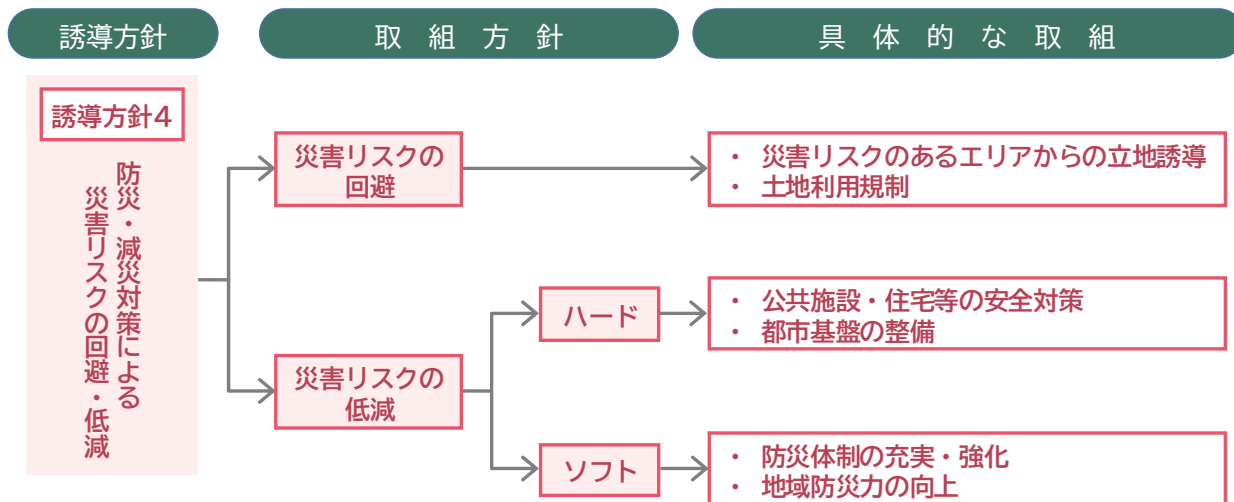 誘導方針
取組方針
具体的な取組
誘導方針4
防災・減災対策による
災害リスクの回避・低減
災害リスクの
回避
・ 災害リスクのあるエリアからの立地誘導
・ 土地利用規制
災害リスクの
低減
ハード
・ 公共施設・住宅等の安全対策
・ 都市基盤の整備
ソフト
・ 防災体制の充実・強化
・ 地域防災力の向上